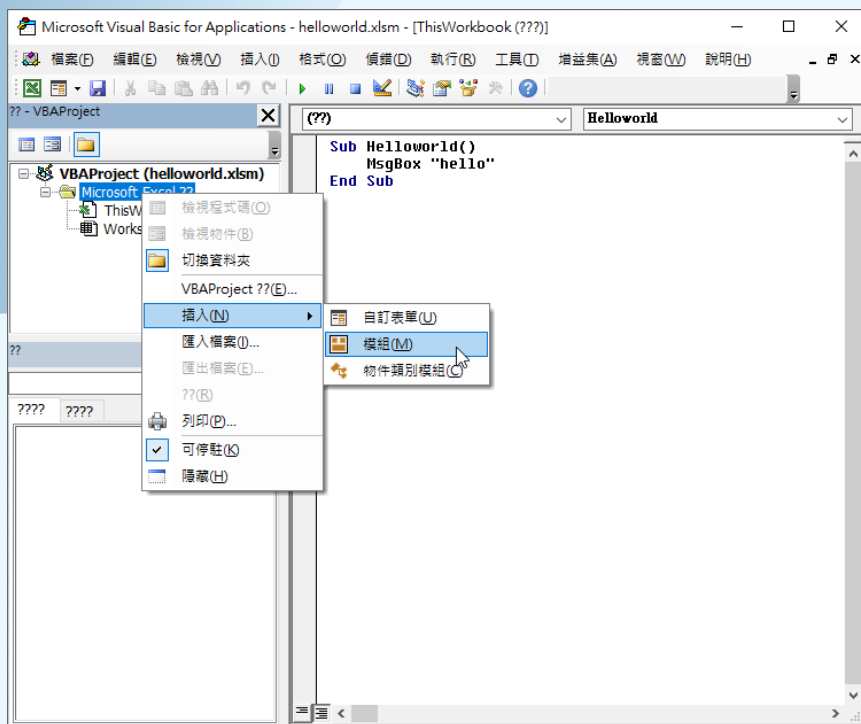 Microsoft Visual Basic for Applications - helloworld.xlsm - [ThisWorkbook (???)]
檔案(F) 編輯(E) 檢視(V) 插入(I) 格式(O) 偵錯(D) 執行(R) 工具(T) 增益集(A) 視窗(W) 說明(H)
?? - VBAProject
(??)
Helloworld
VBAProject (helloworld.xlsm)
Microsoft Excel ??
ThisW
Works
??
????
????
檢視程式碼(O)
檢視物件(B)
切換資料夾
VBAProject ??(E)...
插入(N)
匯入檔案(I)...
匯出檔案(E)...
??(R)
列印(P)...
可停駐(K)
隱藏(H)
自訂表單(U)
模組(M)
物件類別模組(C)
Sub Helloworld()
MsgBox "hello"
End Sub